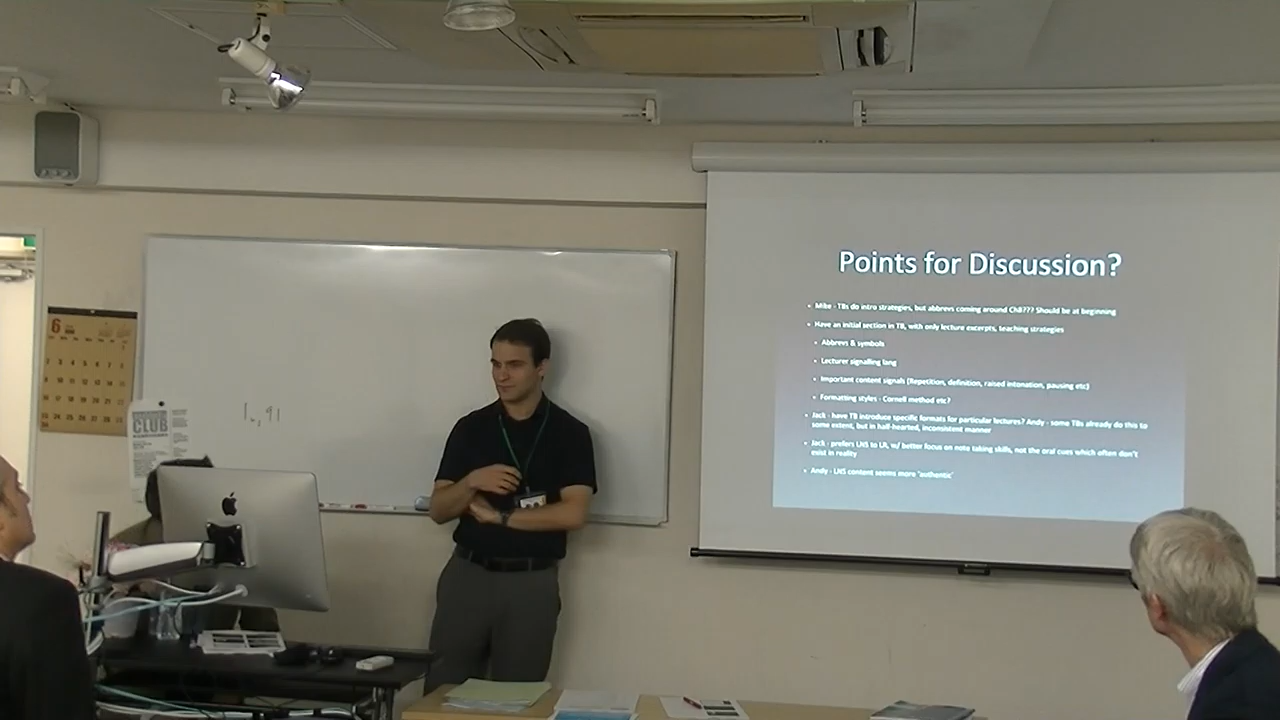 Points for Discussion?
• Mike - TBs do intro strategies, but abbrevs coming around Ch8??? Should be at beginning
• Have an initial section in TB, with only lecture excerpts, teaching strategies
• Abbrevs & symbols
• Lecturer signalling lang
• Important content signals (Repetition, definition, raised intonation, pausing etc)
• Formatting styles - Cornell method etc?
• Jack - have TB introduce specific formats for particular lectures? Andy - some TBs already do this to
some extent, but in half-hearted, inconsistent manner
• Jack - prefers LNS to LR, w/ better focus on note taking skills, not the oral cues which often don't
exist in reality
• Andy - LNS content seems more 'authentic'
6
CLUB